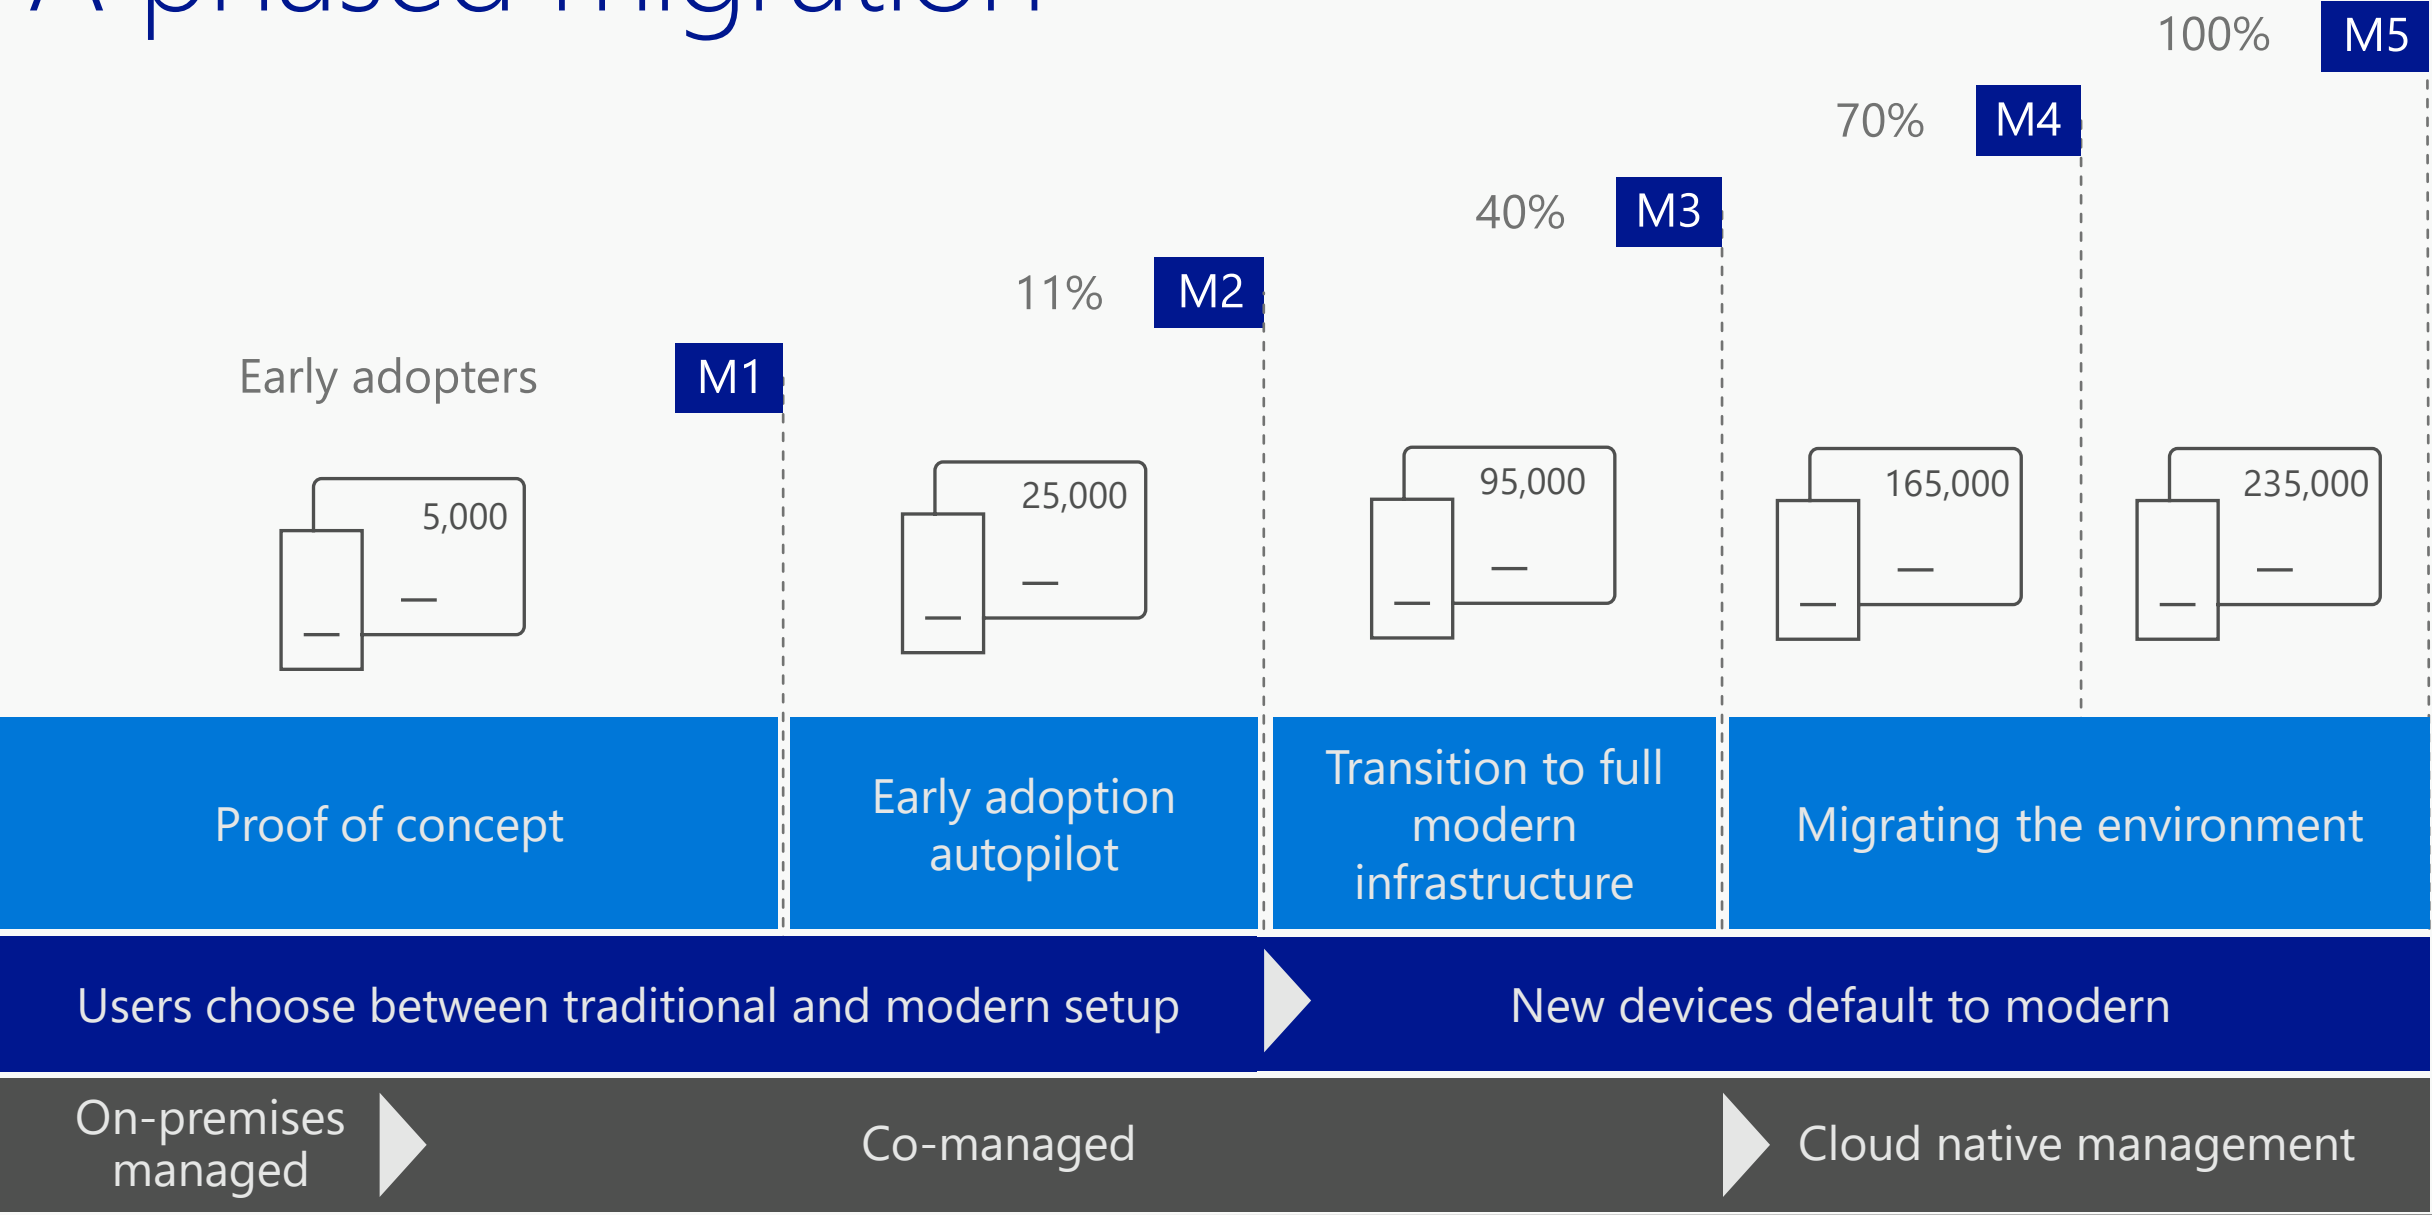 A phased migration
100% M5
70% M4
40% M3
11% M2
Early adopters M1
5,000
25,000
95,000
165,000
235,000
Proof of concept
Early adoption
autopilot
Transition to full
modern
infrastructure
Migrating the environment
Users choose between traditional and modern setup
New devices default to modern
On-premises
managed
Co-managed
Cloud native management